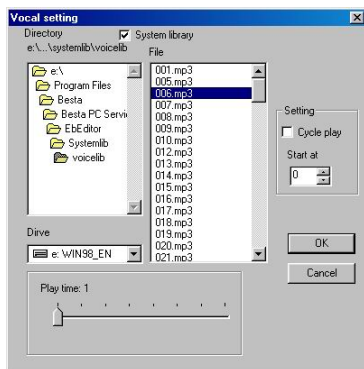 Vocal setting
Directory
System library
e:\...\systemlib\voicelib
File
e:\
Program Files
Besta
Besta PC Servi
EbEditor
Systemlib
voicelib
001.mp3
005.mp3
006.mp3
007.mp3
008.mp3
009.mp3
010.mp3
012.mp3
013.mp3
014.mp3
015.mp3
016.mp3
017.mp3
018.mp3
019.mp3
020.mp3
021.mp3
Setting
Cycle play
Start at
0
Dirve
e: WIN98_EN
OK
Cancel
Play time: 1